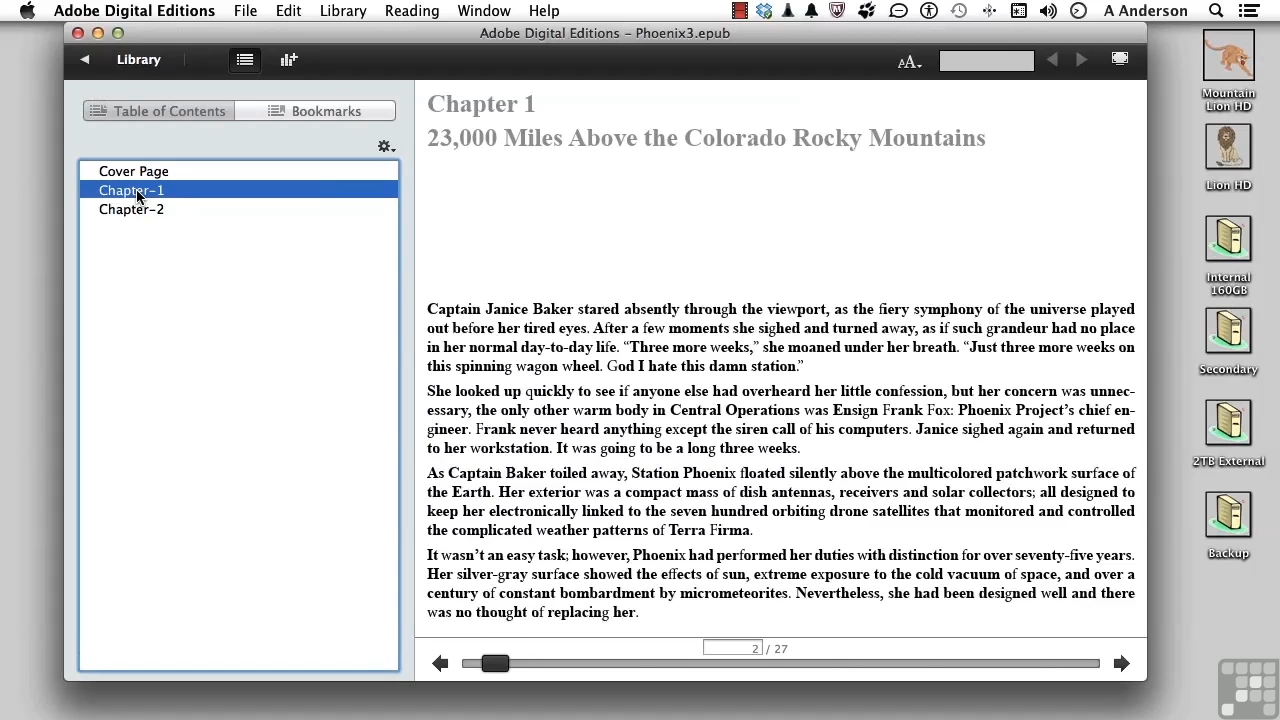 Adobe Digital Editions File Edit Library Reading Window Help A Anderson
Adobe Digital Editions – Phoenix3.epub
Library
AA
Table of Contents
Bookmarks
Cover Page
Chapter-1
Chapter-2
Chapter 1
23,000 Miles Above the Colorado Rocky Mountains
Captain Janice Baker stared absently through the viewport, as the fiery symphony of the universe played
out before her tired eyes. After a few moments she sighed and turned away, as if such grandeur had no place
in her normal day-to-day life. “Three more weeks,” she moaned under her breath. “Just three more weeks on
this spinning wagon wheel. God I hate this damn station.”
She looked up quickly to see if anyone else had overheard her little confession, but her concern was unnec-
essary, the only other warm body in Central Operations was Ensign Frank Fox: Phoenix Project’s chief en-
gineer. Frank never heard anything except the siren call of his computers. Janice sighed again and returned
to her workstation. It was going to be a long three weeks.
As Captain Baker toiled away, Station Phoenix floated silently above the multicolored patchwork surface of
the Earth. Her exterior was a compact mass of dish antennas, receivers and solar collectors; all designed to
keep her electronically linked to the seven hundred orbiting drone satellites that monitored and controlled
the complicated weather patterns of Terra Firma.
It wasn’t an easy task; however, Phoenix had performed her duties with distinction for over seventy-five years.
Her silver-gray surface showed the effects of sun, extreme exposure to the cold vacuum of space, and over a
century of constant bombardment by micrometeorites. Nevertheless, she had been designed well and there
was no thought of replacing her.
2 / 27
Mountain
Lion HD
Lion HD
Internal
160GB
Secondary
2TB External
Backup